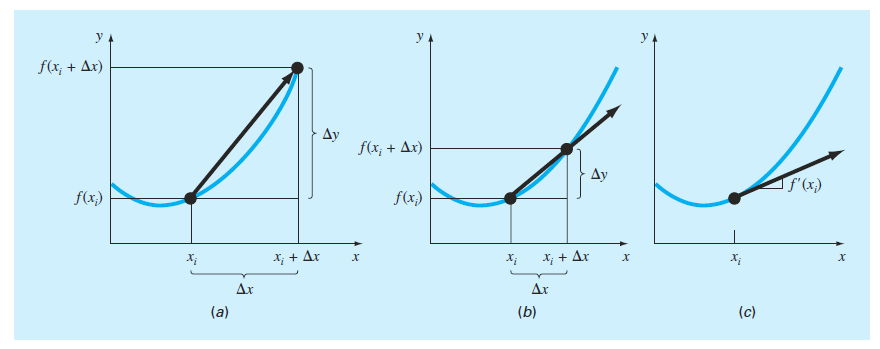 y
f(xᵢ + Δx)
Δy
f(xᵢ)
xᵢ
xᵢ + Δx
x
Δx
(a)
y
f(xᵢ + Δx)
Δy
f(xᵢ)
xᵢ
xᵢ + Δx
x
Δx
(b)
y
f'(xᵢ)
xᵢ
x
(c)